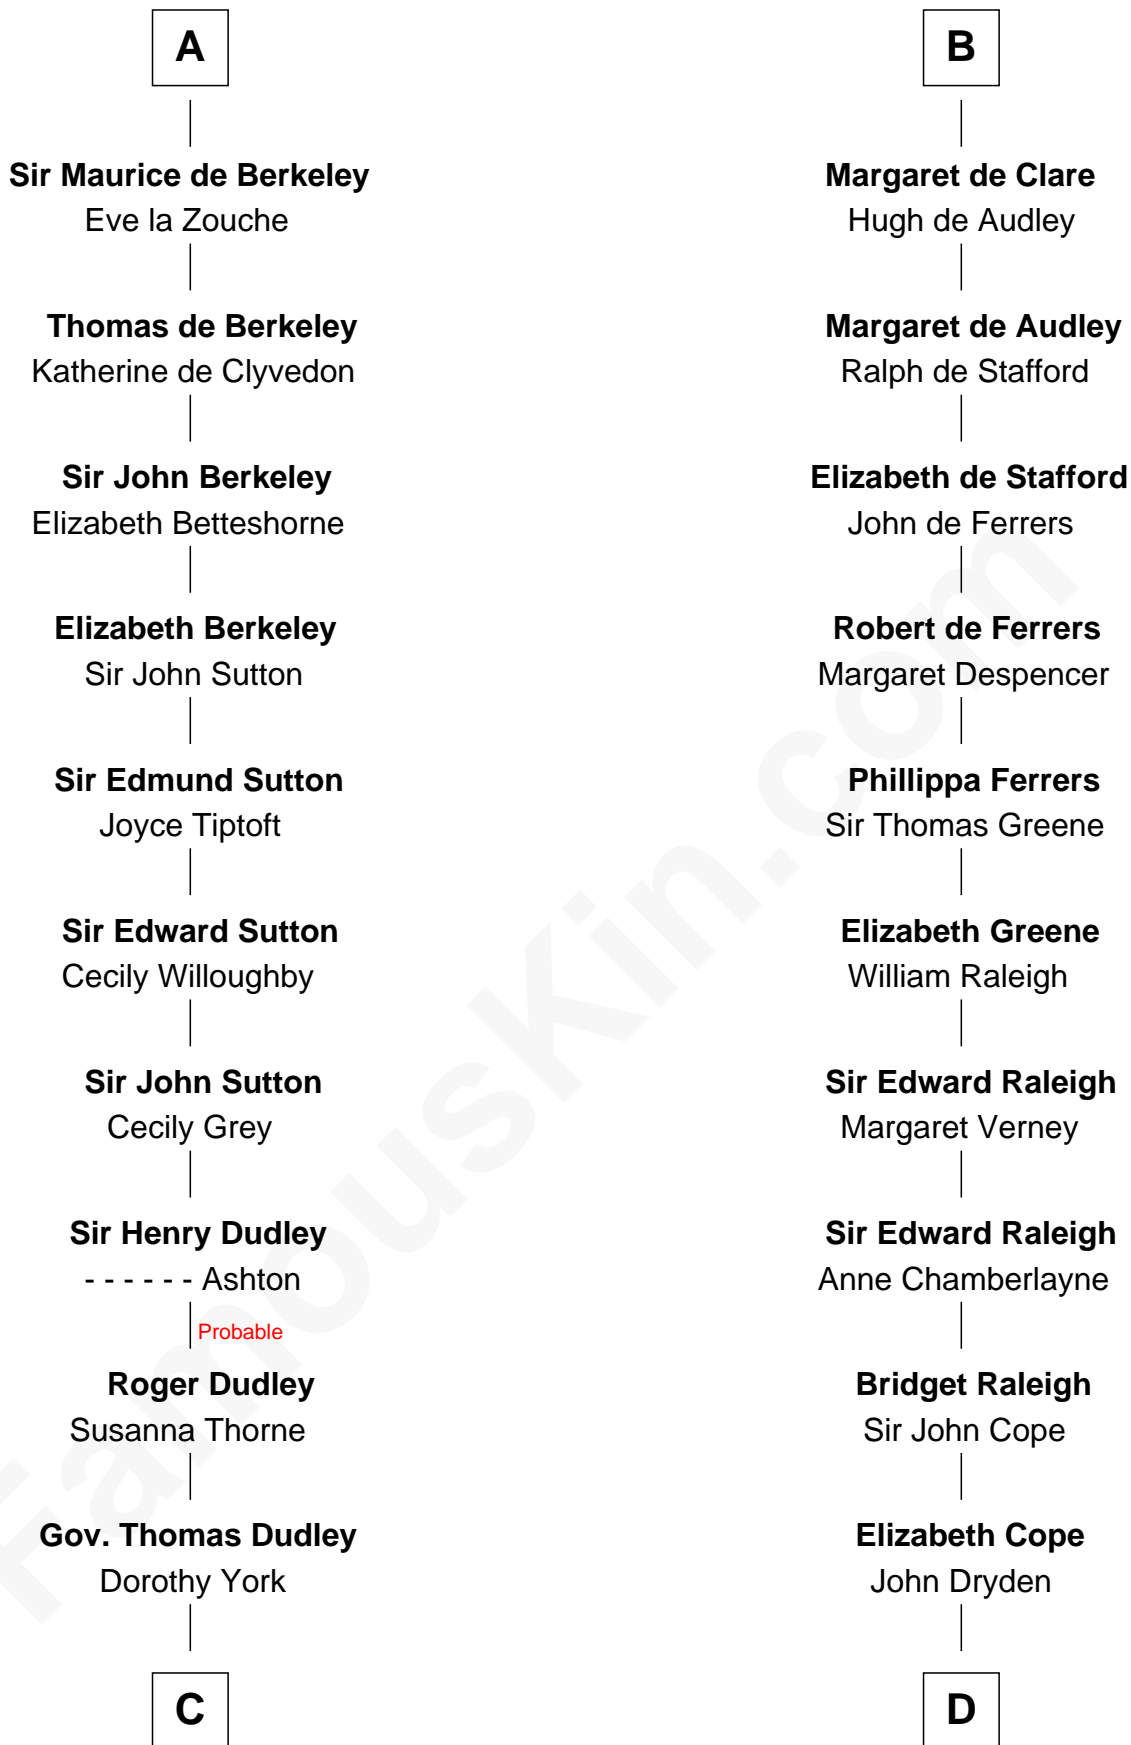 A
Sir Maurice de Berkeley
Eve la Zouche
Thomas de Berkeley
Katherine de Clyvedon
Sir John Berkeley
Elizabeth Betteshorne
Elizabeth Berkeley
Sir John Sutton
Sir Edmund Sutton
Joyce Tiptoft
Sir Edward Sutton
Cecily Willoughby
Sir John Sutton
Cecily Grey
Sir Henry Dudley
- - - - - - Ashton
Probable
Roger Dudley
Susanna Thorne
Gov. Thomas Dudley
Dorothy York
C
B
Margaret de Clare
Hugh de Audley
Margaret de Audley
Ralph de Stafford
Elizabeth de Stafford
John de Ferrers
Robert de Ferrers
Margaret Despencer
Phillippa Ferrers
Sir Thomas Greene
Elizabeth Greene
William Raleigh
Sir Edward Raleigh
Margaret Verney
Sir Edward Raleigh
Anne Chamberlayne
Bridget Raleigh
Sir John Cope
Elizabeth Cope
John Dryden
D
FamousKin.com